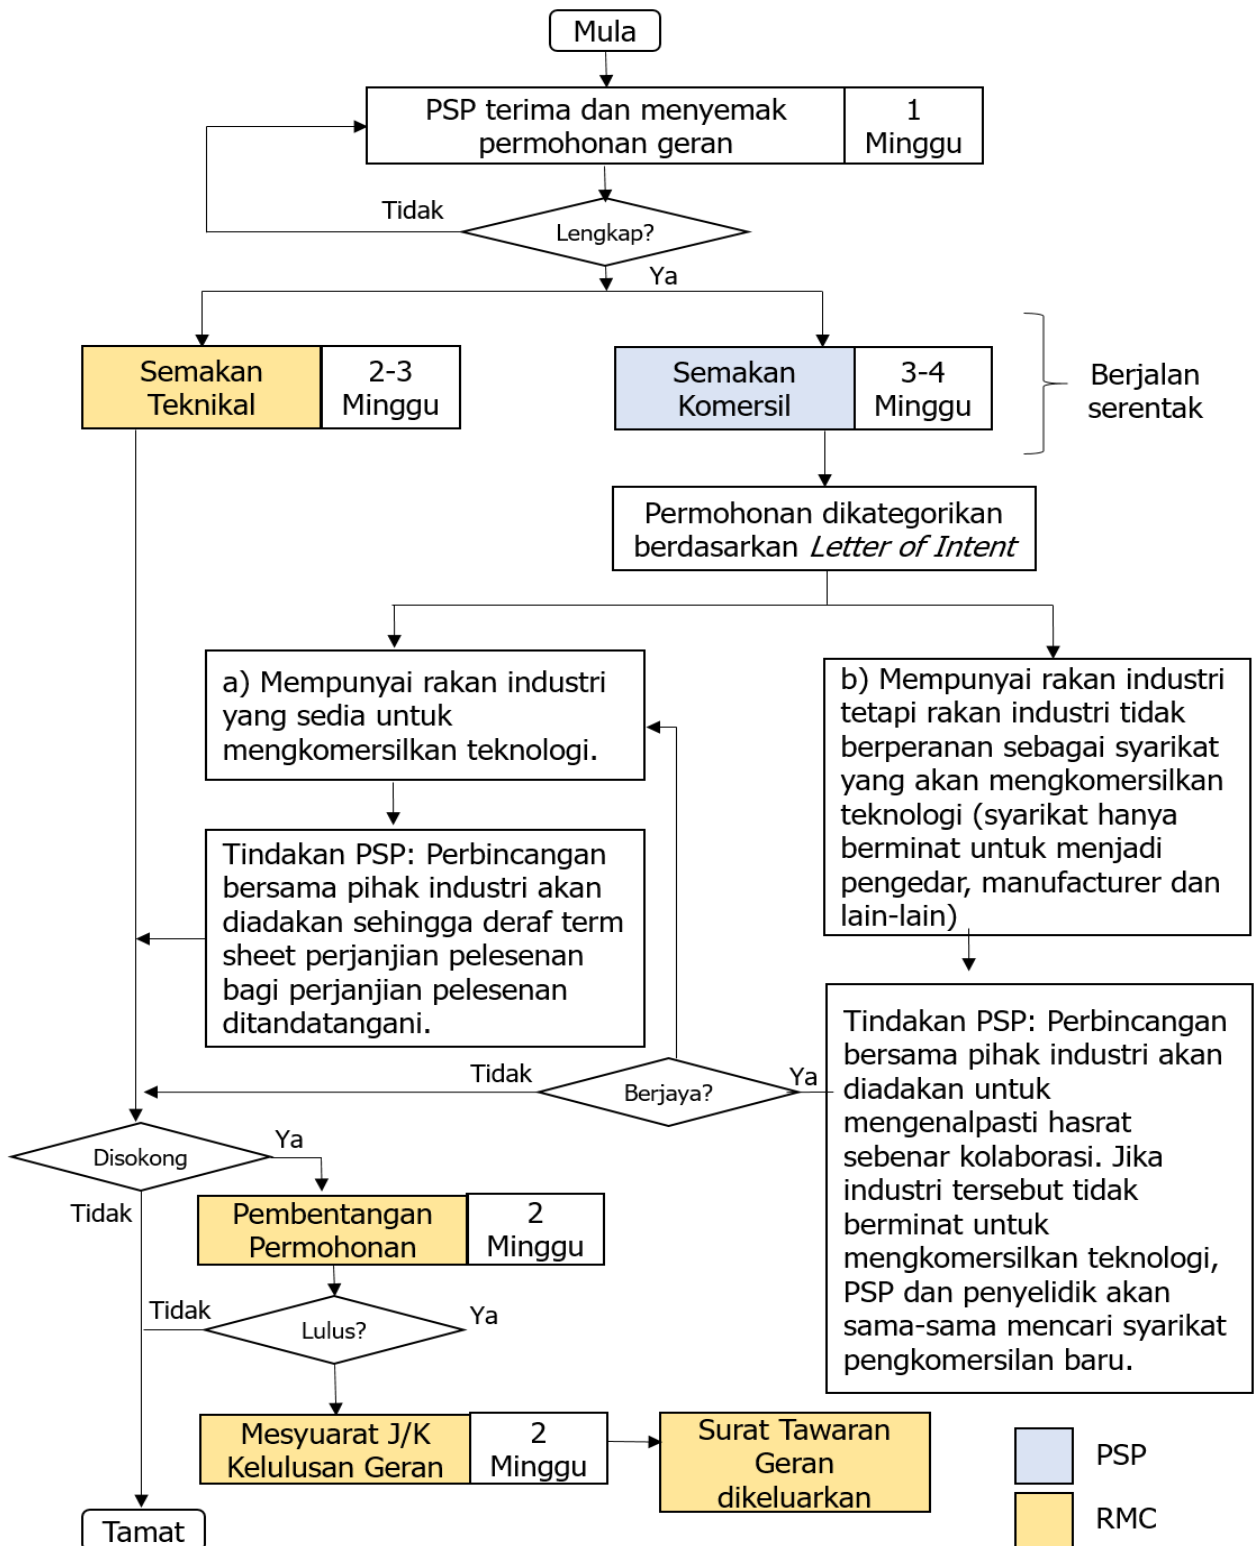 Mula
PSP terima dan menyemak
permohonan geran
1
Minggu
Tidak
Lengkap?
Ya
Semakan
Teknikal
2-3
Minggu
Semakan
Komersil
3-4
Minggu
Berjalan
serentak
Permohonan dikategorikan
berdasarkan Letter of Intent
a) Mempunyai rakan industri
yang sedia untuk
mengkomersilkan teknologi.
b) Mempunyai rakan industri
tetapi rakan industri tidak
berperanan sebagai syarikat
yang akan mengkomersilkan
teknologi (syarikat hanya
berminat untuk menjadi
pengedar, manufacturer dan
lain-lain)
Tindakan PSP: Perbincangan
bersama pihak industri akan
diadakan sehingga deraf term
sheet perjanjian pelesenan
bagi perjanjian pelesenan
ditandatangani.
Tindakan PSP: Perbincangan
bersama pihak industri akan
diadakan untuk
mengenalpasti hasrat
sebenar kolaborasi. Jika
industri tersebut tidak
berminat untuk
mengkomersilkan teknologi,
PSP dan penyelidik akan
sama-sama mencari syarikat
pengkomersilan baru.
Tidak
Berjaya?
Ya
Disokong
Ya
Tidak
Pembentangan
Permohonan
2
Minggu
Tidak
Lulus?
Ya
Mesyuarat J/K
Kelulusan Geran
2
Minggu
Surat Tawaran
Geran
dikeluarkan
PSP
RMC
Tamat